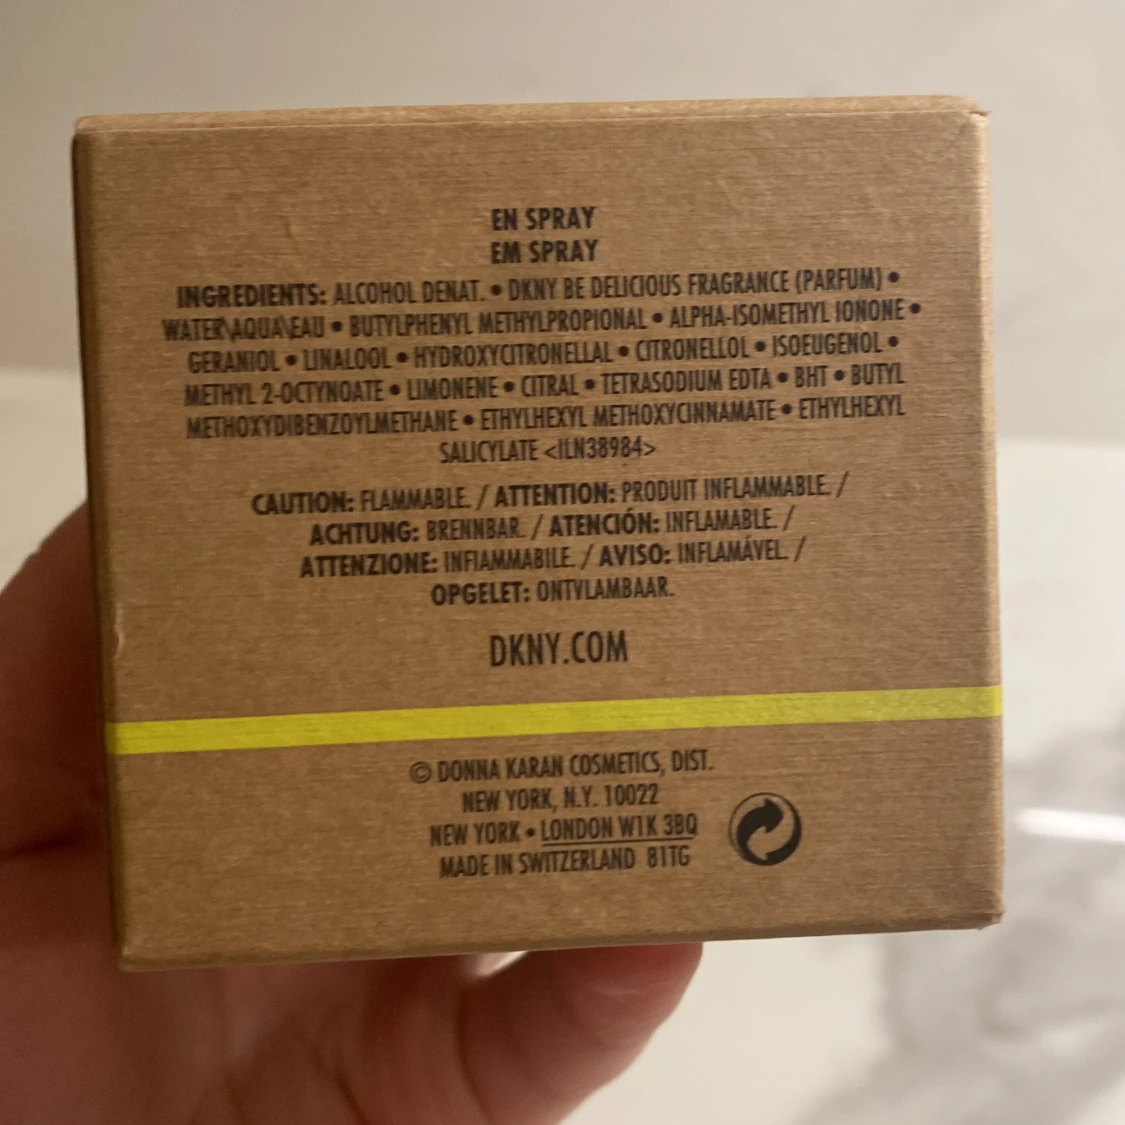 EN SPRAY
EM SPRAY
INGREDIENTS: ALCOHOL DENAT. • DKNY BE DELICIOUS FRAGRANCE (PARFUM) •
WATER\AQUA\EAU • BUTYLPHENYL METHYLPROPIONAL • ALPHA-ISOMETHYL IONONE •
GERANIOL • LINALOOL • HYDROXYCITRONELLAL • CITRONELLOL • ISOEUGENOL •
METHYL 2-OCTYNOATE • LIMONENE • CITRAL • TETRASODIUM EDTA • BHT • BUTYL
METHOXYDIBENZOYLMETHANE • ETHYLHEXYL METHOXYCINNAMATE • ETHYLHEXYL
SALICYLATE <ILN38984>
CAUTION: FLAMMABLE. / ATTENTION: PRODUIT INFLAMMABLE. /
ACHTUNG: BRENNBAR. / ATENCIÓN: INFLAMABLE. /
ATTENZIONE: INFIAMMABILE. / AVISO: INFLAMÁVEL. /
OPGELET: ONTVLAMBAAR.
DKNY.COM
© DONNA KARAN COSMETICS, DIST.
NEW YORK, N.Y. 10022
NEW YORK • LONDON W1K 3BQ
MADE IN SWITZERLAND 81TG